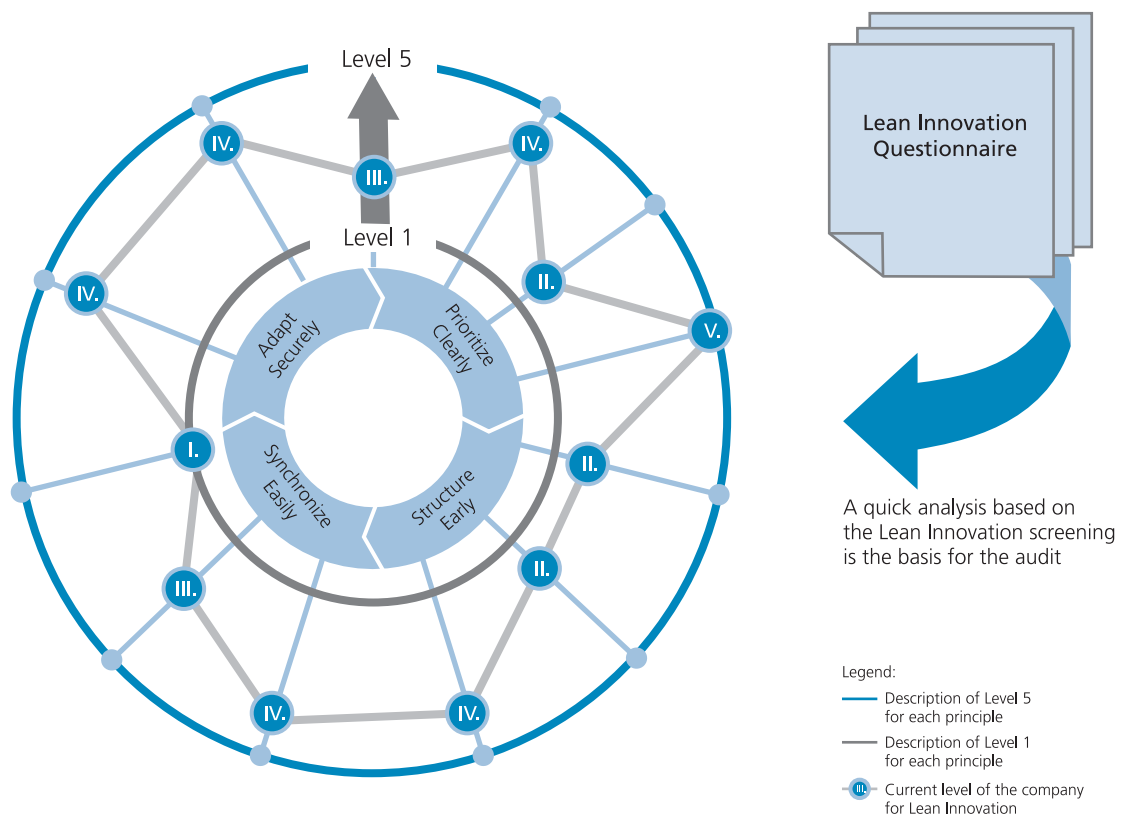 Level 5
IV.
III.
IV.
Level 1
II.
V.
IV.
I.
II.
II.
III.
IV.
IV.
Adapt
Securely
Prioritize
Clearly
Synchronize
Easily
Structure
Early
Lean Innovation
Questionnaire
A quick analysis based on
the Lean Innovation screening
is the basis for the audit
Legend:
Description of Level 5
for each principle
Description of Level 1
for each principle
III.
Current level of the company
for Lean Innovation